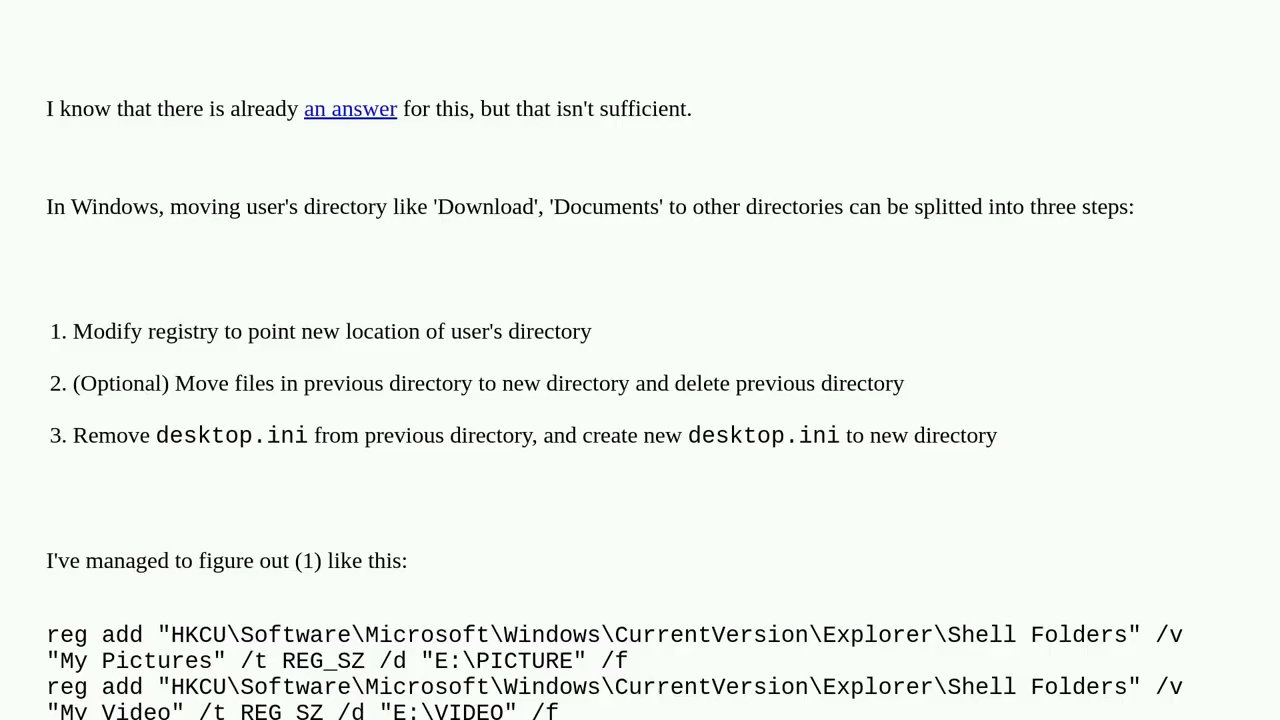 I know that there is already an answer for this, but that isn't sufficient.
In Windows, moving user's directory like 'Download', 'Documents' to other directories can be splitted into three steps:
1. Modify registry to point new location of user's directory
2. (Optional) Move files in previous directory to new directory and delete previous directory
3. Remove desktop.ini from previous directory, and create new desktop.ini to new directory
I've managed to figure out (1) like this:
reg add "HKCU\Software\Microsoft\Windows\CurrentVersion\Explorer\Shell Folders" /v
"My Pictures" /t REG_SZ /d "E:\PICTURE" /f
reg add "HKCU\Software\Microsoft\Windows\CurrentVersion\Explorer\Shell Folders" /v
"My Video" /t REG_SZ /d "E:\VIDEO" /f